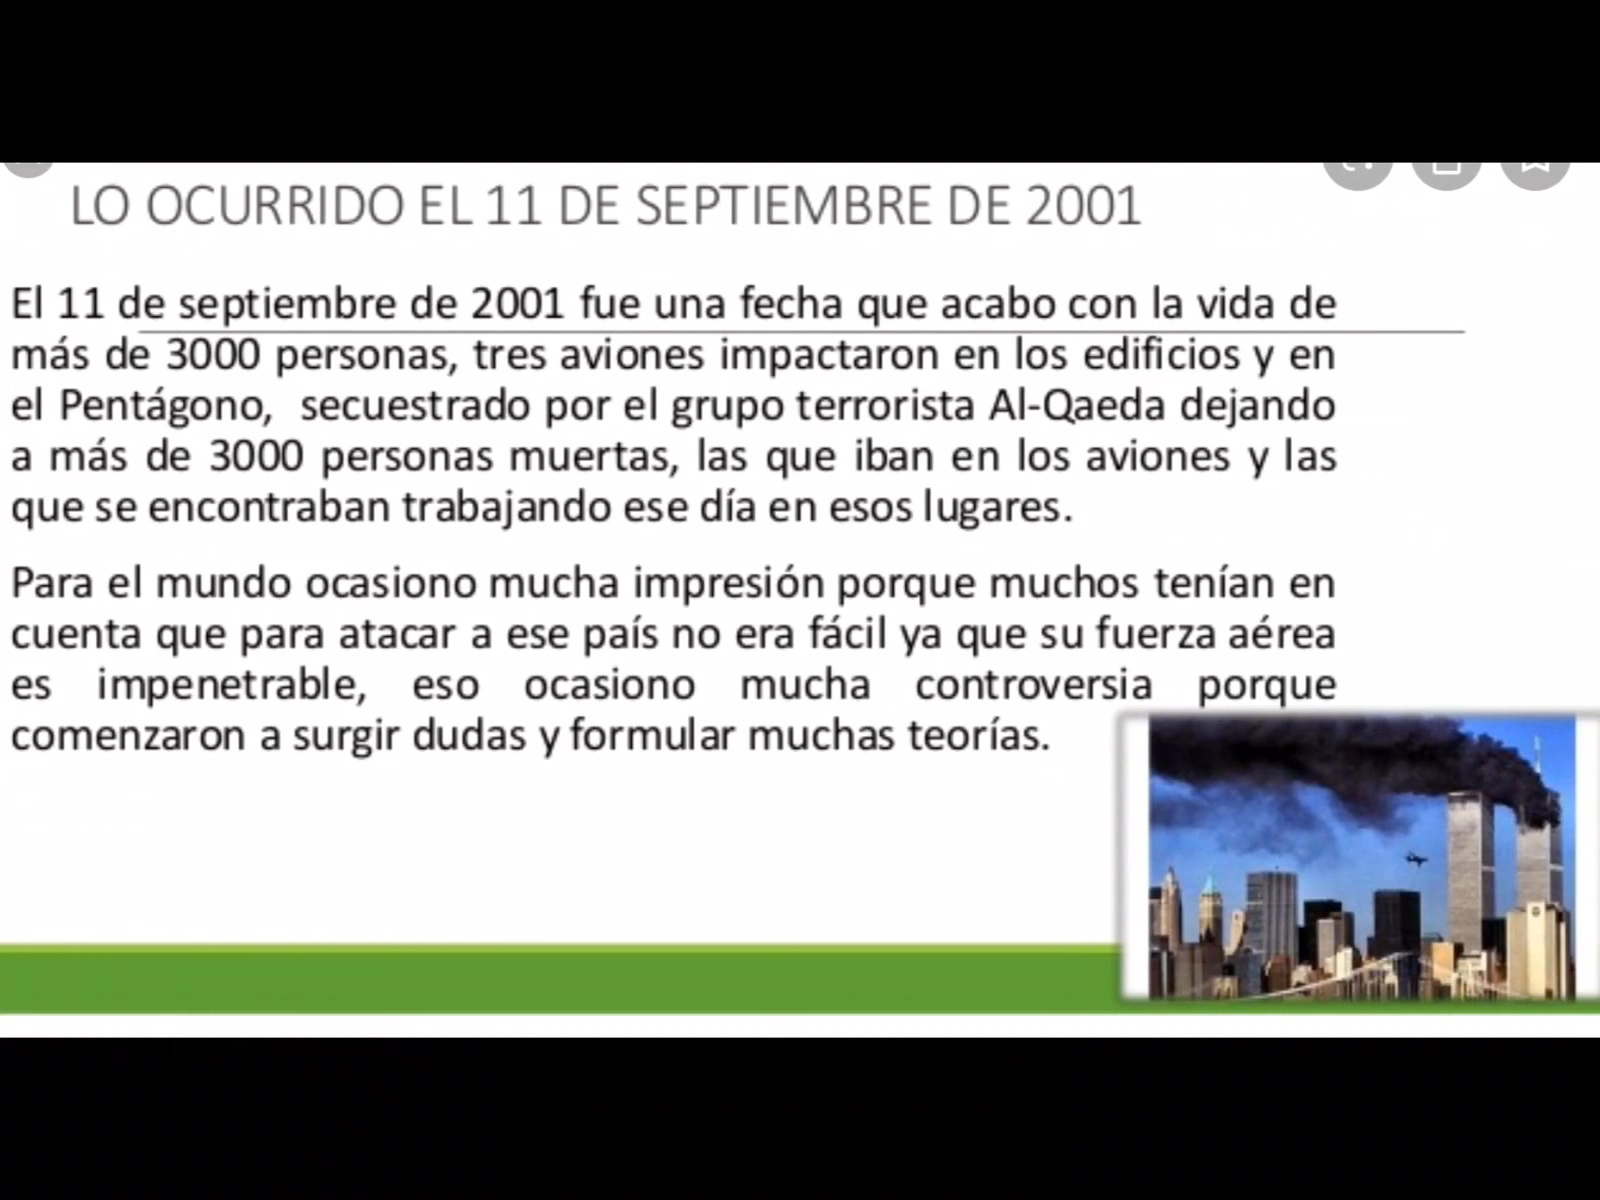 LO OCURRIDO EL 11 DE SEPTIEMBRE DE 2001
El 11 de septiembre de 2001 fue una fecha que acabo con la vida de
más de 3000 personas, tres aviones impactaron en los edificios y en
el Pentágono, secuestrado por el grupo terrorista Al-Qaeda dejando
a más de 3000 personas muertas, las que iban en los aviones y las
que se encontraban trabajando ese día en esos lugares.
Para el mundo ocasiono mucha impresión porque muchos tenían en
cuenta que para atacar a ese país no era fácil ya que su fuerza aérea
es impenetrable, eso ocasiono mucha controversia porque
comenzaron a surgir dudas y formular muchas teorías.